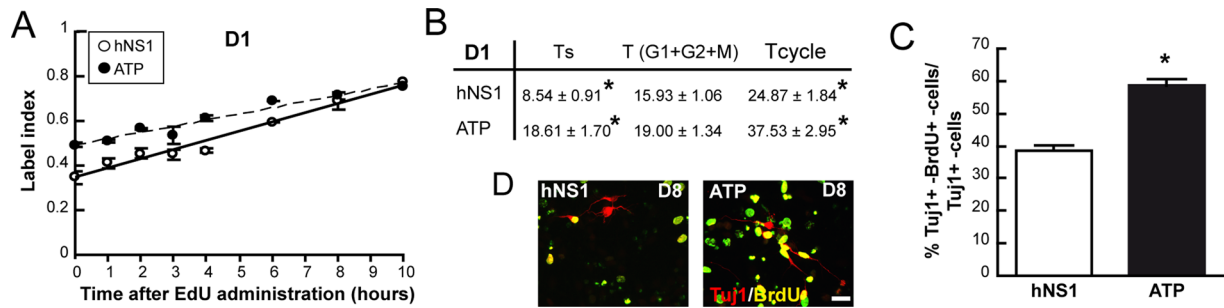 A
D1
hNS1
ATP
Label index
1
0.8
0.6
0.4
0.2
0
0 1 2 3 4 6 8 10
Time after EdU administration (hours)
B
D1 Ts T (G1+G2+M) Tcycle
hNS1 8.54 ± 0.91* 15.93 ± 1.06 24.87 ± 1.84*
ATP 18.61 ± 1.70* 19.00 ± 1.34 37.53 ± 2.95*
D
hNS1 D8
ATP D8
Tuj1/BrdU
C
% Tuj1+ -BrdU+ -cells/
Tuj1+ -cells
80
70
60
50
40
30
20
10
0
*
hNS1 ATP